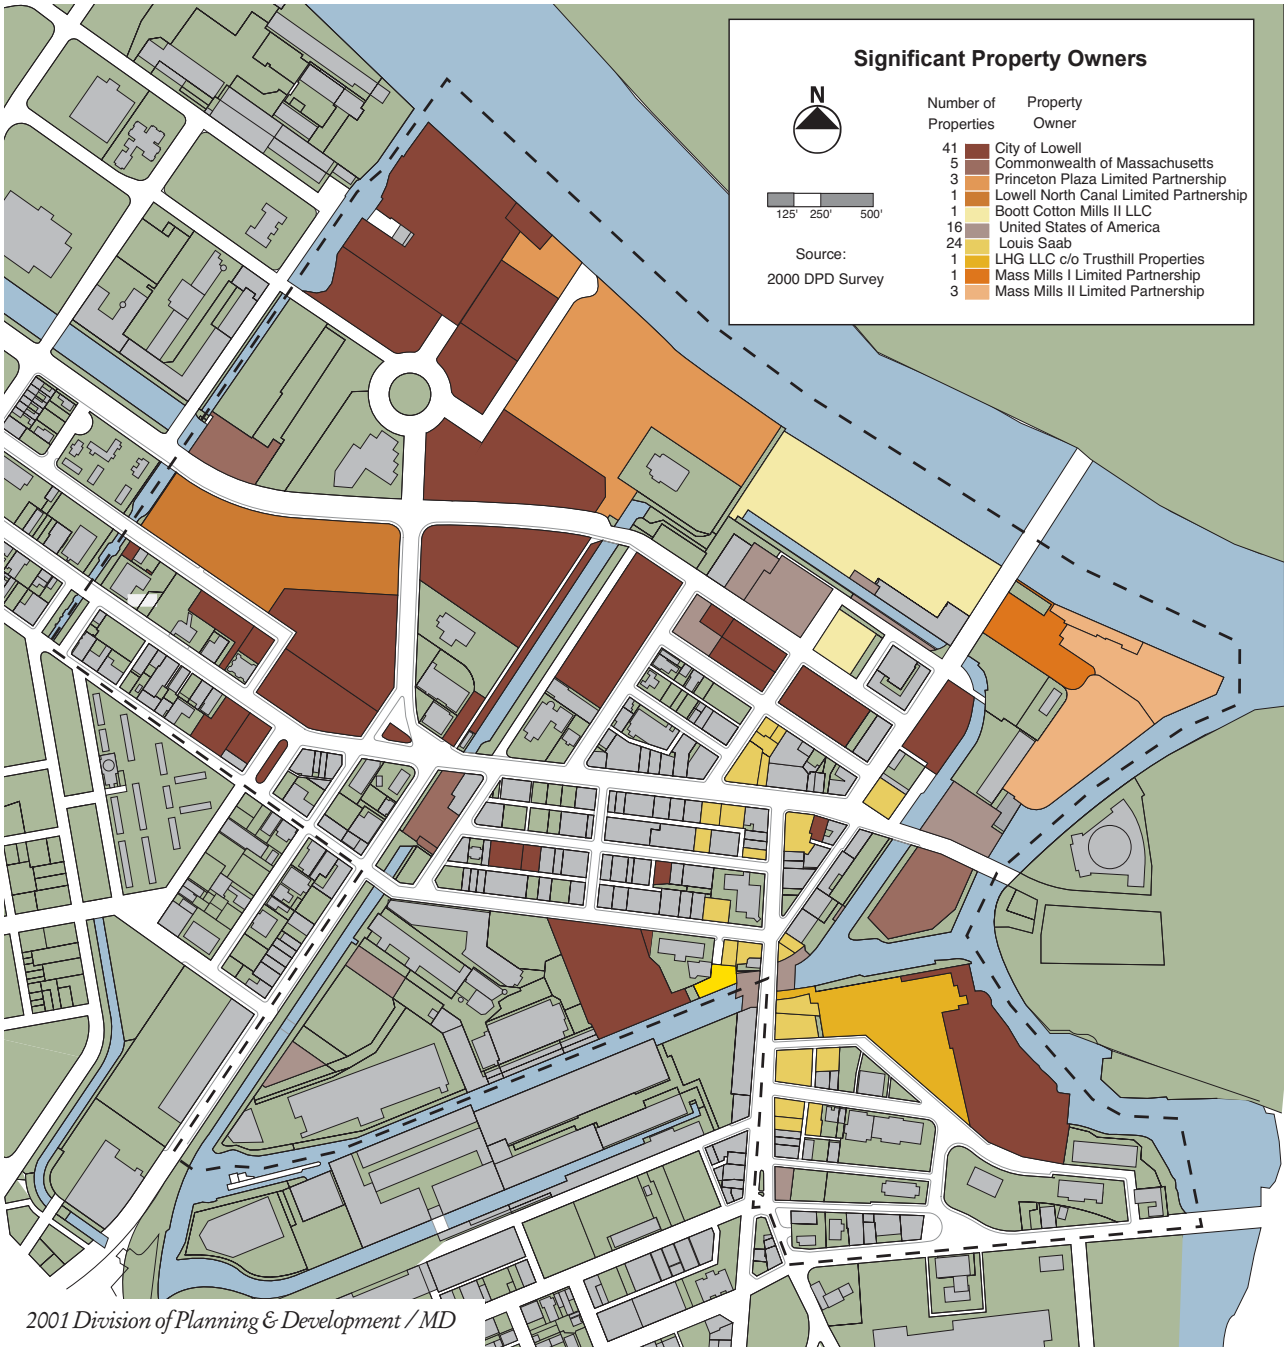 Significant Property Owners
N
Number of Property
Properties Owner
41 City of Lowell
5 Commonwealth of Massachusetts
3 Princeton Plaza Limited Partnership
1 Lowell North Canal Limited Partnership
1 Boott Cotton Mills II LLC
16 United States of America
24 Louis Saab
1 LHG LLC c/o Trusthill Properties
1 Mass Mills I Limited Partnership
3 Mass Mills II Limited Partnership
125' 250' 500'
Source:
2000 DPD Survey
2001 Division of Planning & Development / MD